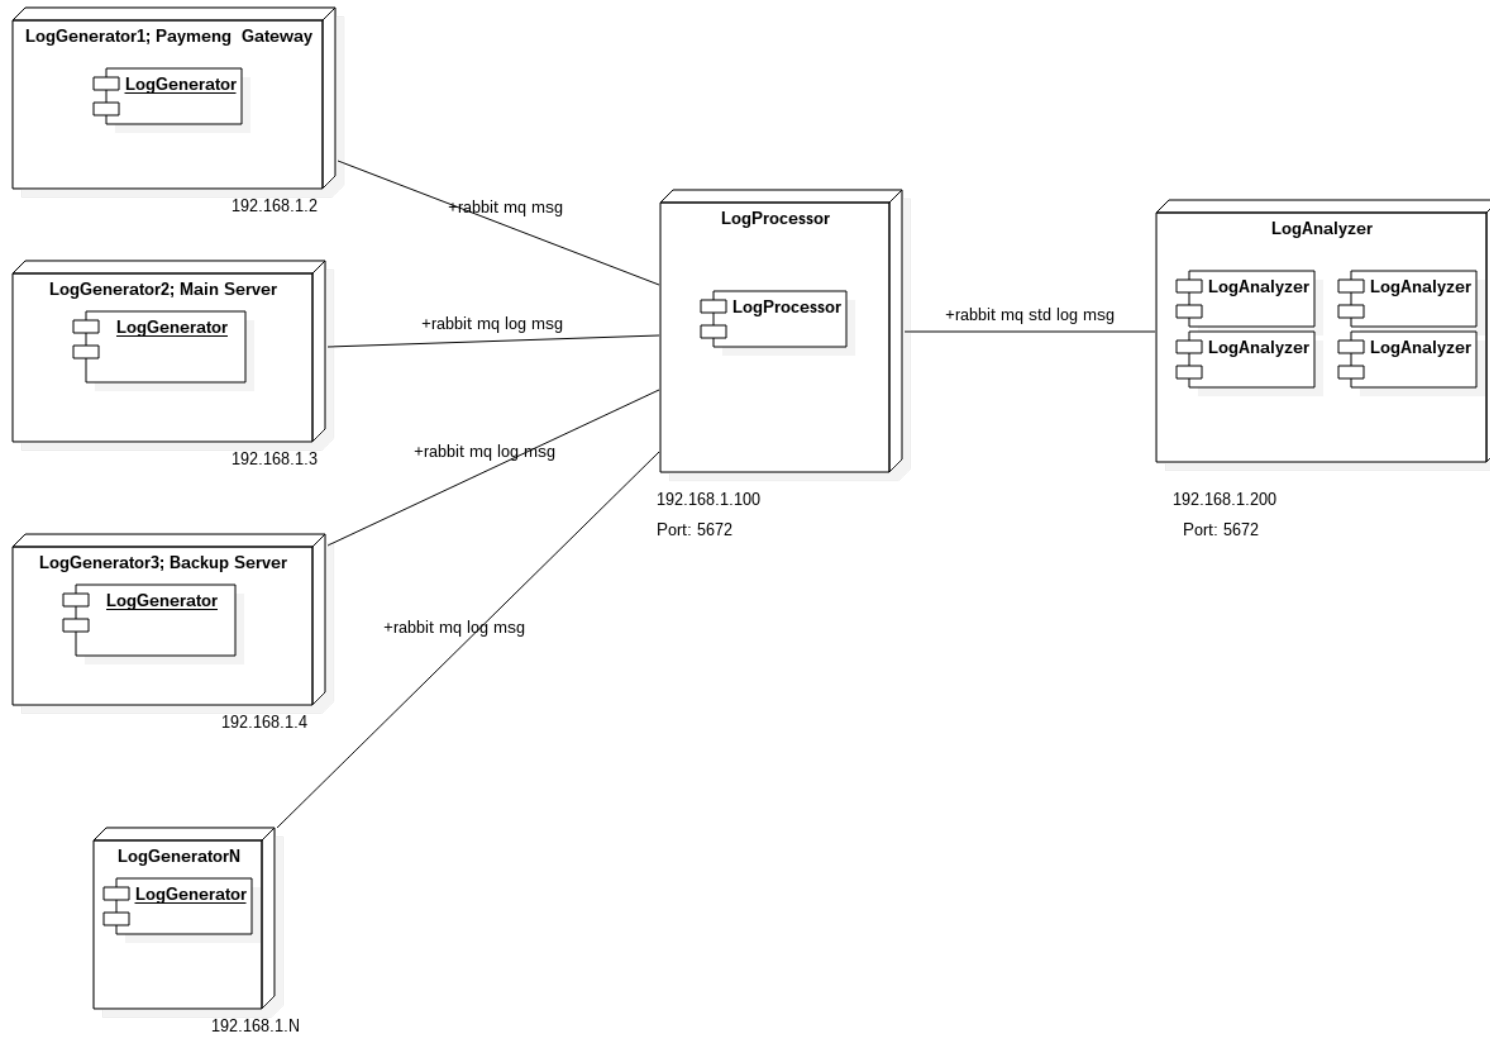 LogGenerator1; Paymeng  Gateway
LogGenerator
192.168.1.2
+rabbit mq msg
LogGenerator2; Main Server
LogGenerator
192.168.1.3
+rabbit mq log msg
LogGenerator3; Backup Server
LogGenerator
192.168.1.4
+rabbit mq log msg
LogGeneratorN
LogGenerator
192.168.1.N
+rabbit mq log msg
LogProcessor
LogProcessor
192.168.1.100
Port: 5672
+rabbit mq std log msg
LogAnalyzer
LogAnalyzer
LogAnalyzer
LogAnalyzer
LogAnalyzer
192.168.1.200
Port: 5672